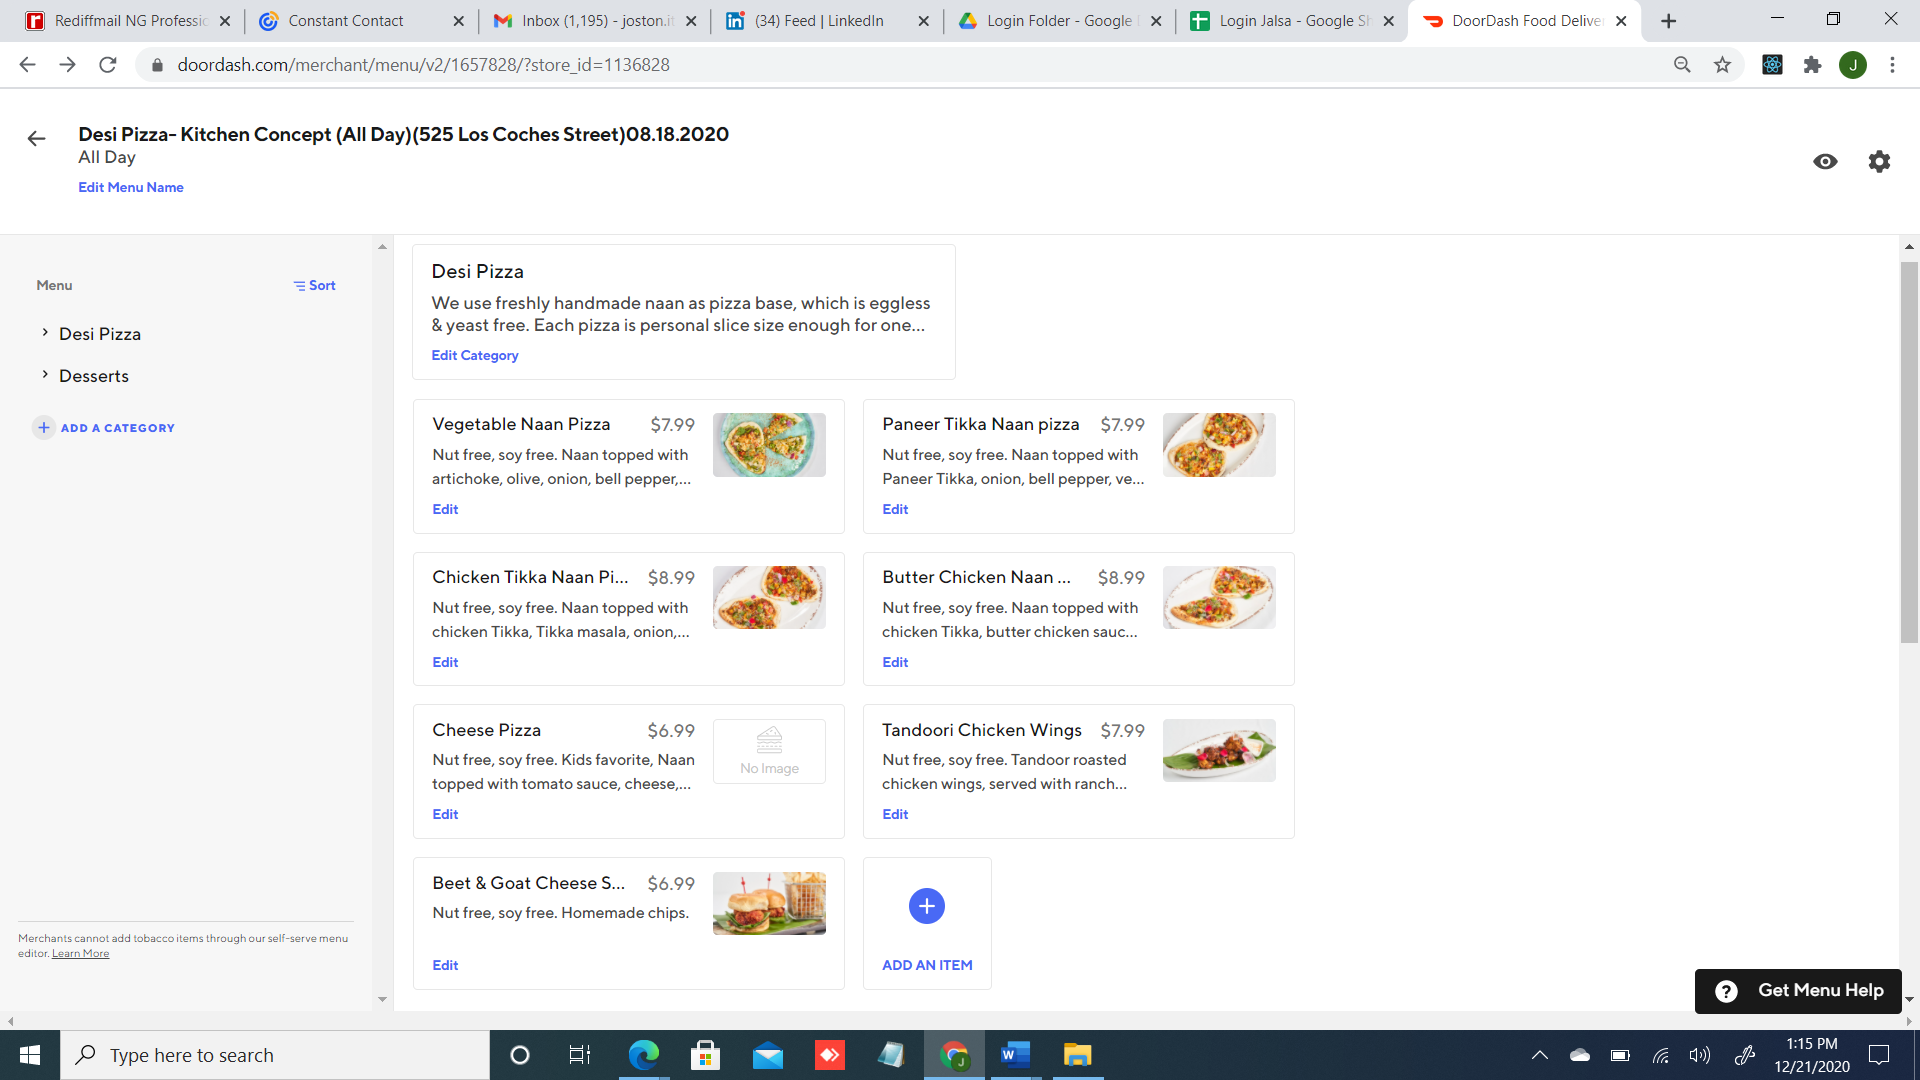 Rediffmail NG Professic
Constant Contact
Inbox (1,195) - joston.it
(34) Feed | LinkedIn
Login Folder - Google D
Login Jalsa - Google Sh
DoorDash Food Deliver
doordash.com/merchant/menu/v2/1657828/?store_id=1136828
J
Desi Pizza- Kitchen Concept (All Day)(525 Los Coches Street)08.18.2020
All Day
Edit Menu Name
Menu
Sort
Desi Pizza
Desserts
+ ADD A CATEGORY
Merchants cannot add tobacco items through our self-serve menu
editor. Learn More
Desi Pizza
We use freshly handmade naan as pizza base, which is eggless
& yeast free. Each pizza is personal slice size enough for one...
Edit Category
Vegetable Naan Pizza $7.99
Nut free, soy free. Naan topped with
artichoke, olive, onion, bell pepper,...
Edit
Paneer Tikka Naan pizza $7.99
Nut free, soy free. Naan topped with
Paneer Tikka, onion, bell pepper, ve...
Edit
Chicken Tikka Naan Pi... $8.99
Nut free, soy free. Naan topped with
chicken Tikka, Tikka masala, onion,...
Edit
Butter Chicken Naan ... $8.99
Nut free, soy free. Naan topped with
chicken Tikka, butter chicken sauc...
Edit
Cheese Pizza $6.99
Nut free, soy free. Kids favorite, Naan
topped with tomato sauce, cheese,...
No Image
Edit
Tandoori Chicken Wings $7.99
Nut free, soy free. Tandoor roasted
chicken wings, served with ranch...
Edit
Beet & Goat Cheese S... $6.99
Nut free, soy free. Homemade chips.
Edit
ADD AN ITEM
Get Menu Help
Type here to search
1:15 PM
12/21/2020